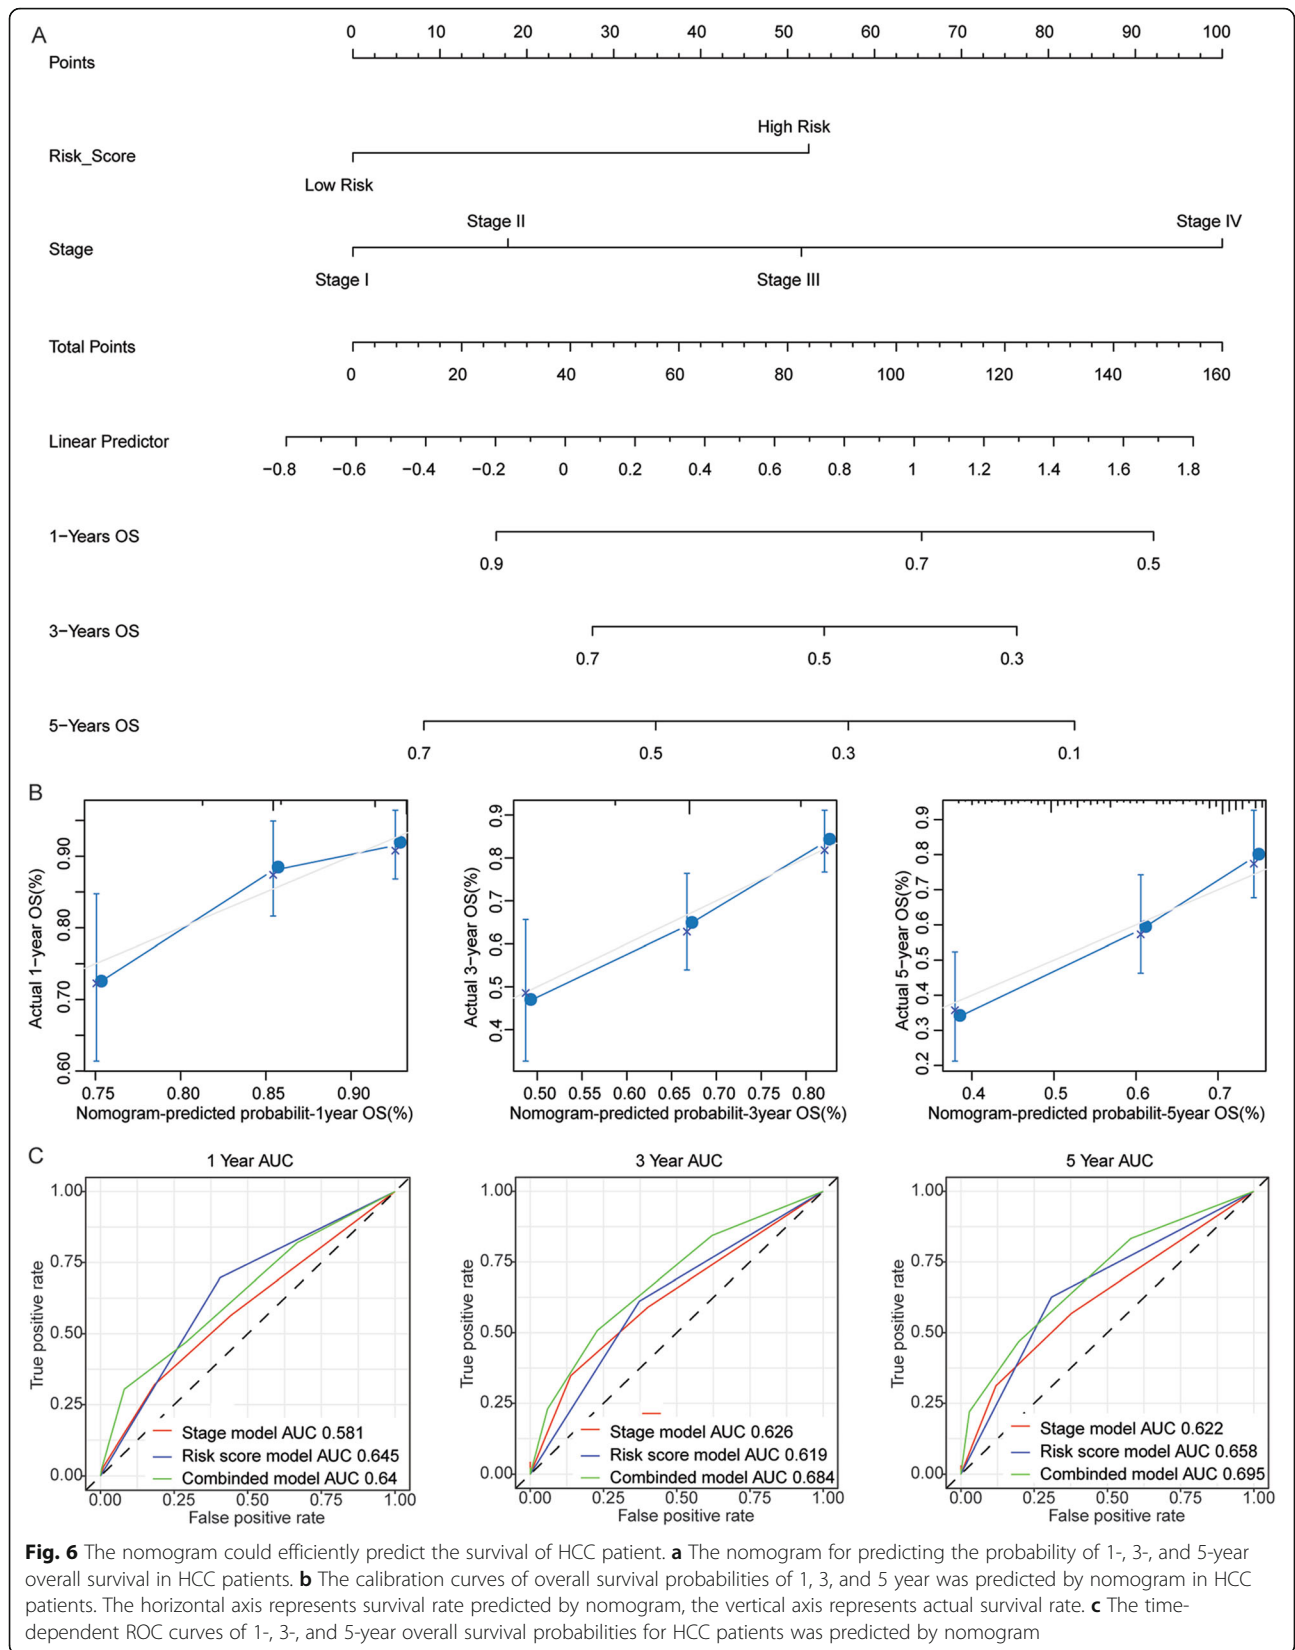 A
0 10 20 30 40 50 60 70 80 90 100
Points
High Risk
Risk_Score
Low Risk
Stage II Stage IV
Stage
Stage I Stage III
Total Points
0 20 40 60 80 100 120 140 160
Linear Predictor
−0.8 −0.6 −0.4 −0.2 0 0.2 0.4 0.6 0.8 1 1.2 1.4 1.6 1.8
1−Years OS
0.9 0.7 0.5
3−Years OS
0.7 0.5 0.3
5−Years OS
0.7 0.5 0.3 0.1
B
Actual 1−year OS(%)
0.60 0.70 0.80 0.90
0.75 0.80 0.85 0.90
Nomogram-predicted probabilit-1year OS(%)
Actual 3−year OS(%)
0.4 0.5 0.6 0.7 0.8 0.9
0.50 0.55 0.60 0.65 0.70 0.75 0.80
Nomogram-predicted probabilit-3year OS(%)
Actual 5−year OS(%)
0.2 0.3 0.4 0.5 0.6 0.7 0.8 0.9
0.4 0.5 0.6 0.7
Nomogram-predicted probabilit-5year OS(%)
C
1 Year AUC
True positive rate
1.00
0.75
0.50
0.25
0.00
Stage model AUC 0.581
Risk score model AUC 0.645
Combinded model AUC 0.64
0.00 0.25 0.50 0.75 1.00
False positive rate
3 Year AUC
True positive rate
1.00
0.75
0.50
0.25
0.00
Stage model AUC 0.626
Risk score model AUC 0.619
Combinded model AUC 0.684
0.00 0.25 0.50 0.75 1.00
False positive rate
5 Year AUC
True positive rate
1.00
0.75
0.50
0.25
0.00
Stage model AUC 0.622
Risk score model AUC 0.658
Combinded model AUC 0.695
0.00 0.25 0.50 0.75 1.00
False positive rate
Fig. 6 The nomogram could efficiently predict the survival of HCC patient. a The nomogram for predicting the probability of 1-, 3-, and 5-year
overall survival in HCC patients. b The calibration curves of overall survival probabilities of 1, 3, and 5 year was predicted by nomogram in HCC
patients. The horizontal axis represents survival rate predicted by nomogram, the vertical axis represents actual survival rate. c The time-
dependent ROC curves of 1-, 3-, and 5-year overall survival probabilities for HCC patients was predicted by nomogram